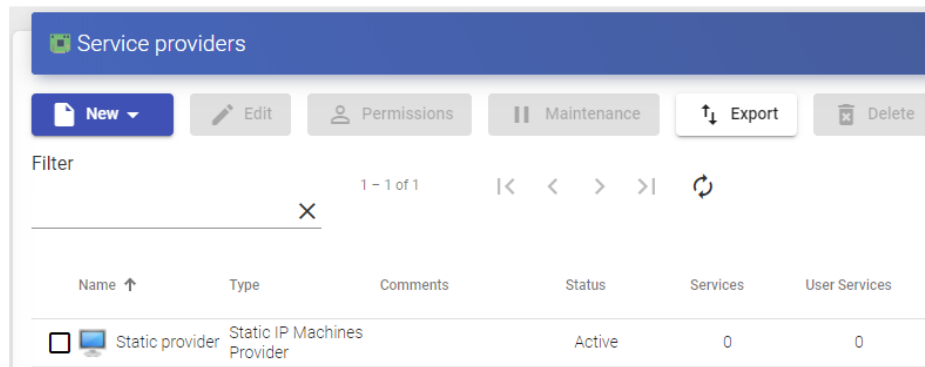 Service providers
New Edit Permissions Maintenance Export Delete
Filter
1 – 1 of 1
Name Type Comments Status Services User Services
Static provider Static IP Machines Provider Active 0 0